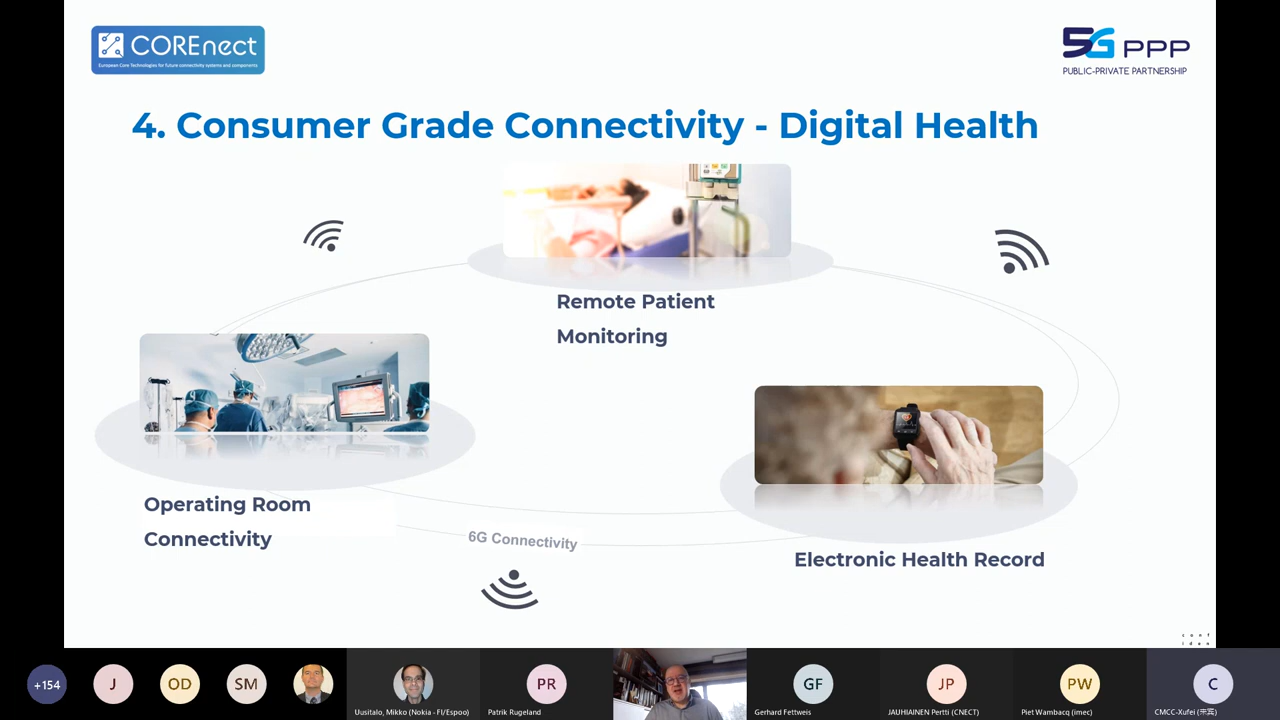 COREnect
European Core Technologies for future connectivity systems and components
5G PPP
PUBLIC-PRIVATE PARTNERSHIP
4. Consumer Grade Connectivity - Digital Health
Remote Patient
Monitoring
Operating Room
Connectivity
6G Connectivity
Electronic Health Record
conf
iden
+154
J
OD
SM
Uusitalo, Mikko (Nokia - FI/Espoo)
PR
Patrik Rugeland
GF
Gerhard Fettweis
JP
JAUHIAINEN Pertti (CNECT)
PW
Piet Wambacq (imec)
C
CMCC-Xufei